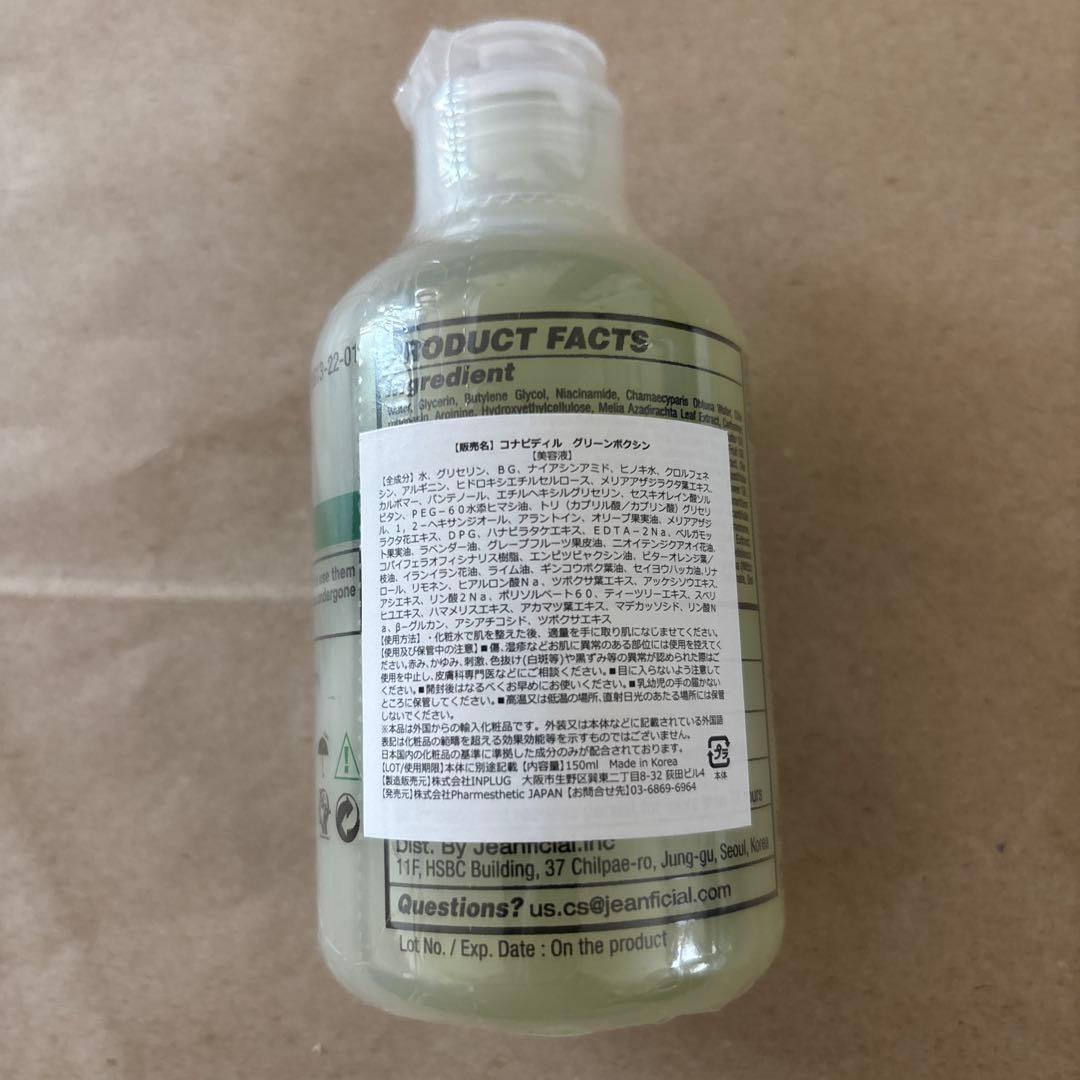 3-22-01
RODUCT FACTS
gredient
Water, Glycerin, Butylene Glycol, Niacinamide, Chamaecyparis Obtusa Water,
Arginine, Hydroxyethylcellulose, Melia Azadirachta Leaf Extract,
【販売名】コナビディル グリーンボクシン
【美容液】
【全成分】水、グリセリン、BG、ナイアシンアミド、ヒノキ水、クロルフェネ
シン、アルギニン、ヒドロキシエチルセルロース、メリアアザジラクタ葉エキス、
カルボマー、パンテノール、エチルヘキシルグリセリン、セスキオレイン酸ソル
ビタン、PEG-60水添ヒマシ油、トリ(カプリル酸/カプリン酸)グリセリ
ル、1,2-ヘキサンジオール、アラントイン、オリーブ果実油、メリアアザジ
ラクタ花エキス、DPG、ハナビラタケエキス、EDTA-2Na、ベルガモッ
ト果実油、ラベンダー油、グレープフルーツ果皮油、ニオイテンジクアオイ花油、
コパイフェラオフィシナリス樹脂、エンピツビャクシン油、ビターオレンジ葉/
枝油、イランイラン花油、ライム油、ギンコウボク葉油、セイヨウハッカ油、リナ
ロール、リモネン、ヒアルロン酸Na、ツボクサ葉エキス、アッケシソウエキス、
アシエキス、リン酸2Na、ポリソルベート60、ティーツリーエキス、スベリ
ヒユエキス、ハマメリスエキス、アカマツ葉エキス、マデカッソシド、リン酸N
a、β-グルカン、アシアチコシド、ツボクサエキス
【使用方法】・化粧水で肌を整えた後、適量を手に取り肌になじませてください。
【使用及び保管中の注意】■傷、湿疹などお肌に異常のある部位には使用を控えてく
ださい。赤み、かゆみ、刺激、色抜け(白斑等)や黒ずみ等の異常が認められた際はご
使用を中止し、皮膚科専門医などにご相談ください。■目に入らないよう注意して
ください。■開封後はなるべくお早めにお使いください。■乳幼児の手の届かない
ところに保管してください。■高温又は低温の場所、直射日光のあたる場所には保管
しないでください。
※本品は外国からの輸入化粧品です。外装又は本体などに記載されている外国語
表記は化粧品の範疇を超える効果効能等を示すものではございません。
日本国内の化粧品の基準に準拠した成分のみが配合されております。
【LOT/使用期限】本体に別途記載【内容量】150ml Made in Korea
【製造販売元】株式会社INPLUG 大阪市生野区巽東二丁目8-32 荻田ビル4
【発売元】株式会社Pharmesthetic JAPAN【お問合せ先】03-6869-6964
プラ
本体
use them
undergone
ours
Dist. By Jeanficial.inc
11F, HSBC Building, 37 Chilpae-ro, Jung-gu, Seoul, Korea
Questions? us.cs@jeanficial.com
Lot No. / Exp. Date : On the product